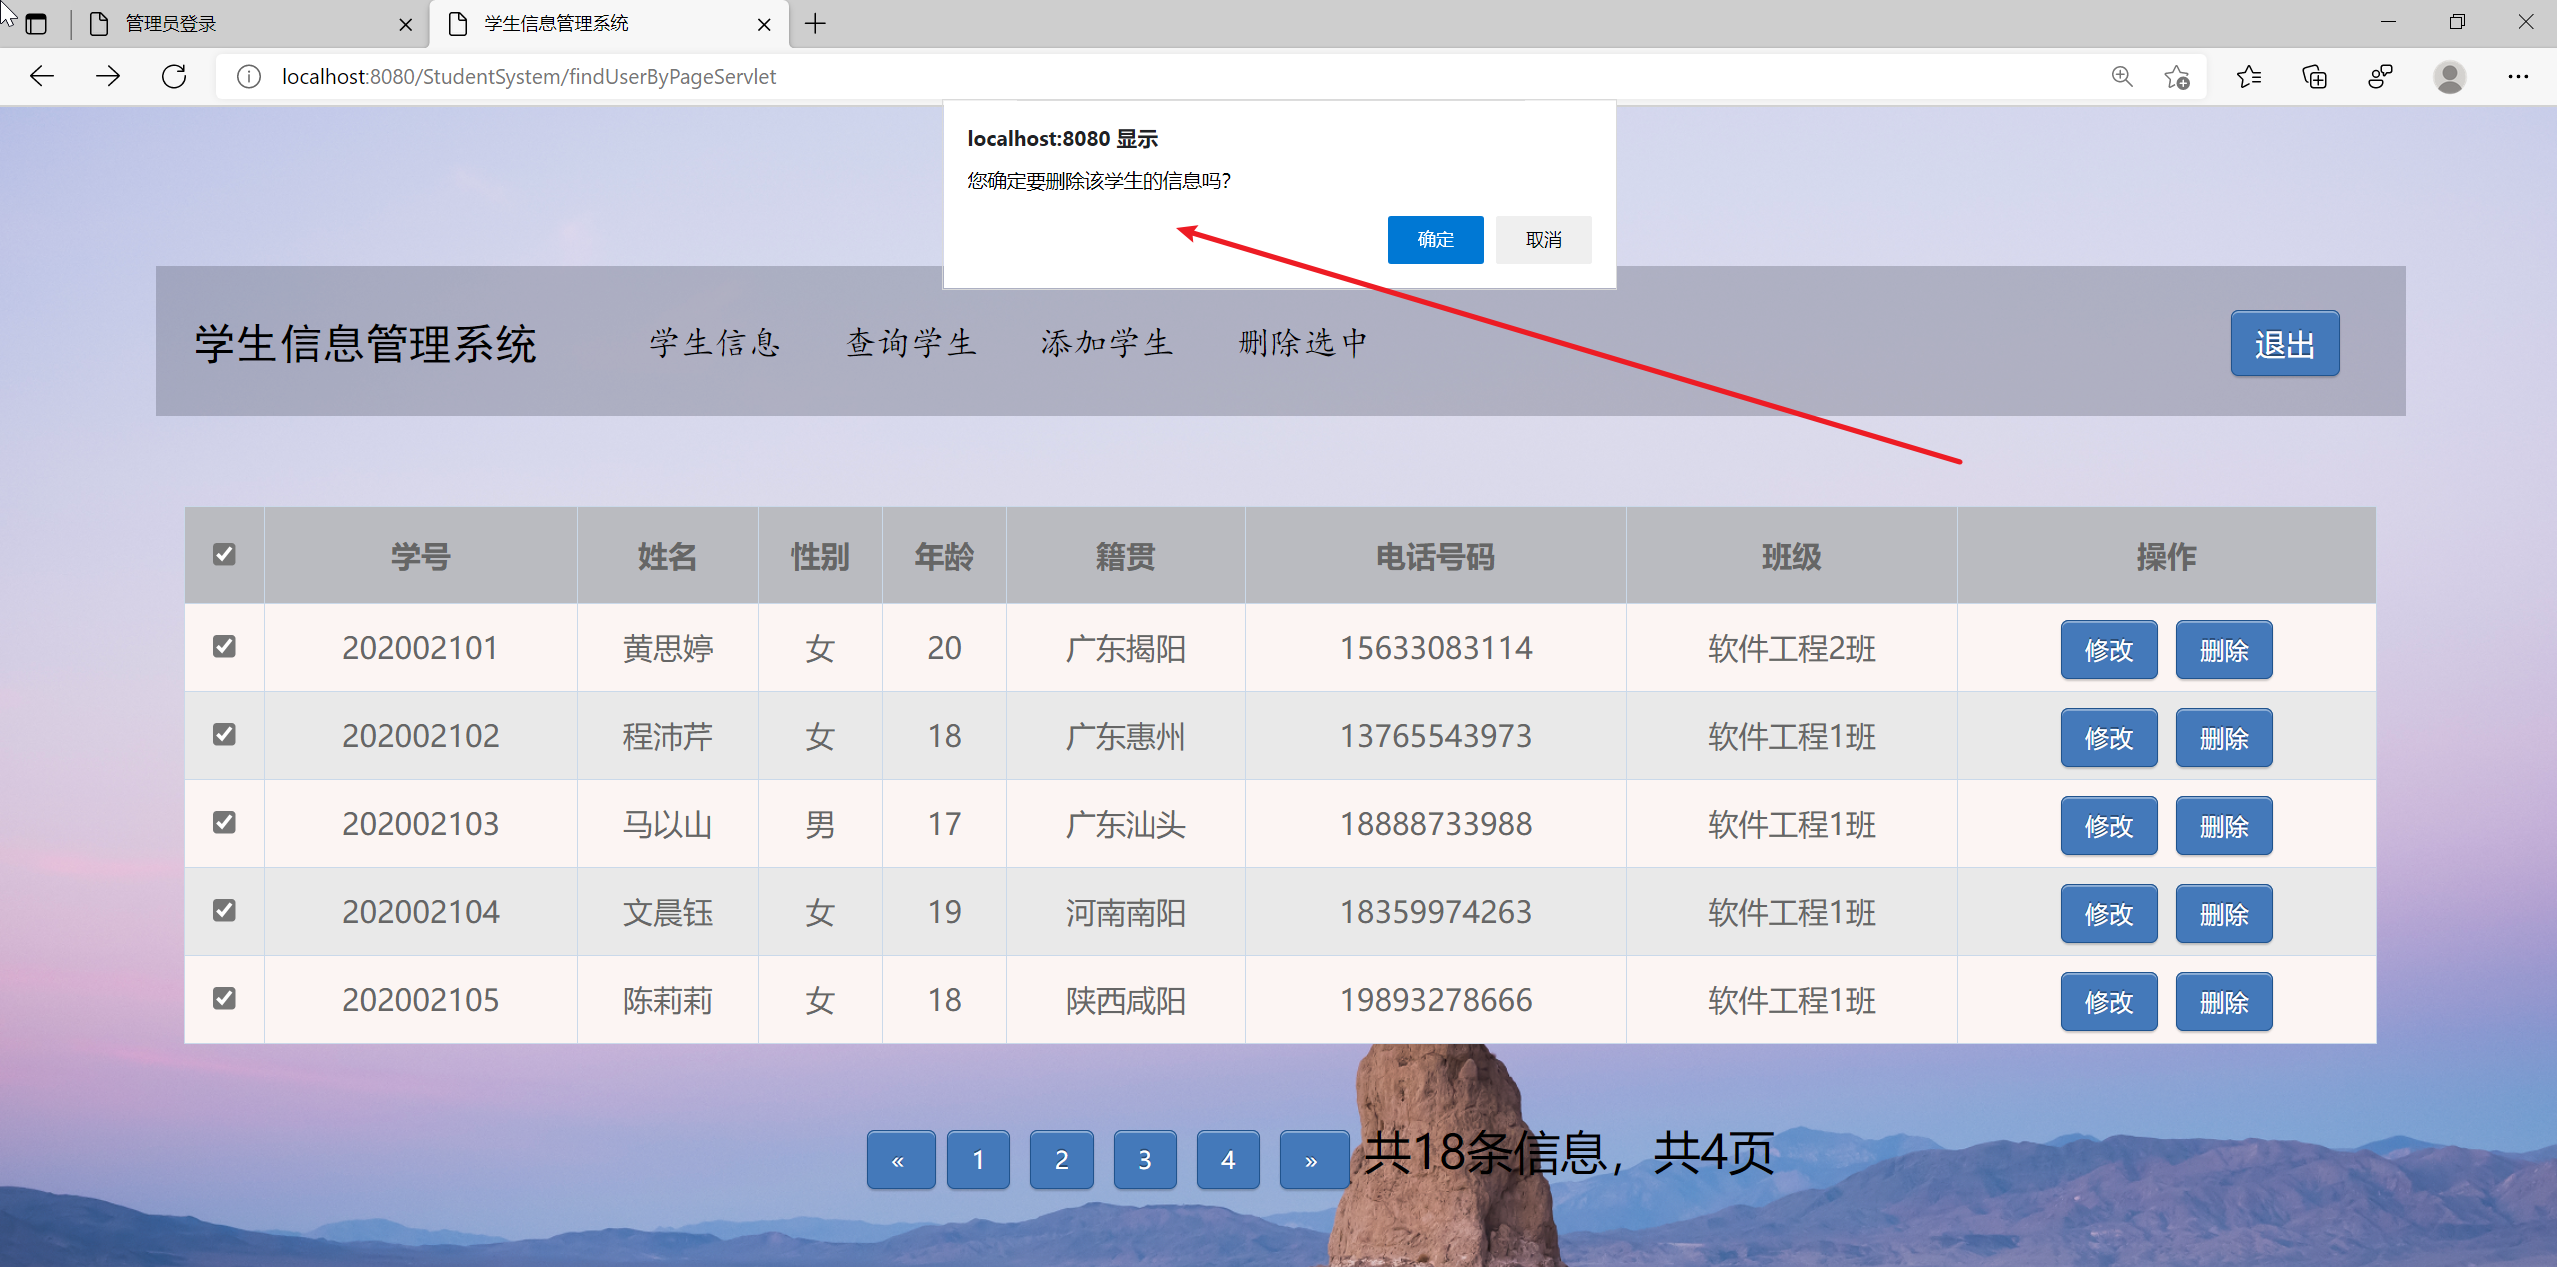 管理员登录 学生信息管理系统
localhost:8080/StudentSystem/findUserByPageServlet
localhost:8080 显示
您确定要删除该学生的信息吗?
确定 取消
学生信息管理系统 学生信息 查询学生 添加学生 删除选中 退出
学号 姓名 性别 年龄 籍贯 电话号码 班级 操作
202002101 黄思婷 女 20 广东揭阳 15633083114 软件工程2班 修改 删除
202002102 程沛芹 女 18 广东惠州 13765543973 软件工程1班 修改 删除
202002103 马以山 男 17 广东汕头 18888733988 软件工程1班 修改 删除
202002104 文晨钰 女 19 河南南阳 18359974263 软件工程1班 修改 删除
202002105 陈莉莉 女 18 陕西咸阳 19893278666 软件工程1班 修改 删除
« 1 2 3 4 » 共18条信息，共4页